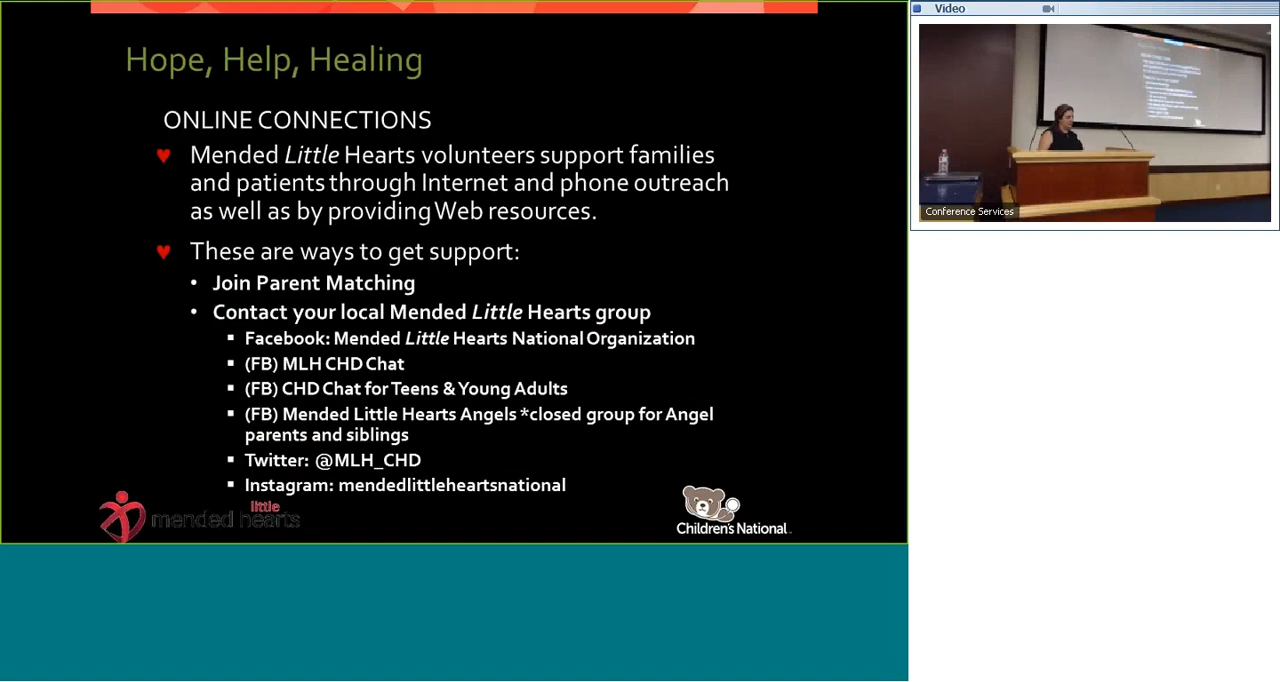 Hope, Help, Healing
ONLINE CONNECTIONS
Mended Little Hearts volunteers support families
and patients through Internet and phone outreach
as well as by providing Web resources.
These are ways to get support:
Join Parent Matching
Contact your local Mended Little Hearts group
Facebook: Mended Little Hearts National Organization
(FB) MLH CHD Chat
(FB) CHD Chat for Teens & Young Adults
(FB) Mended Little Hearts Angels *closed group for Angel
parents and siblings
Twitter: @MLH_CHD
Instagram: mendedlittleheartsnational
little
mended hearts
Children's National
Video
Conference Services